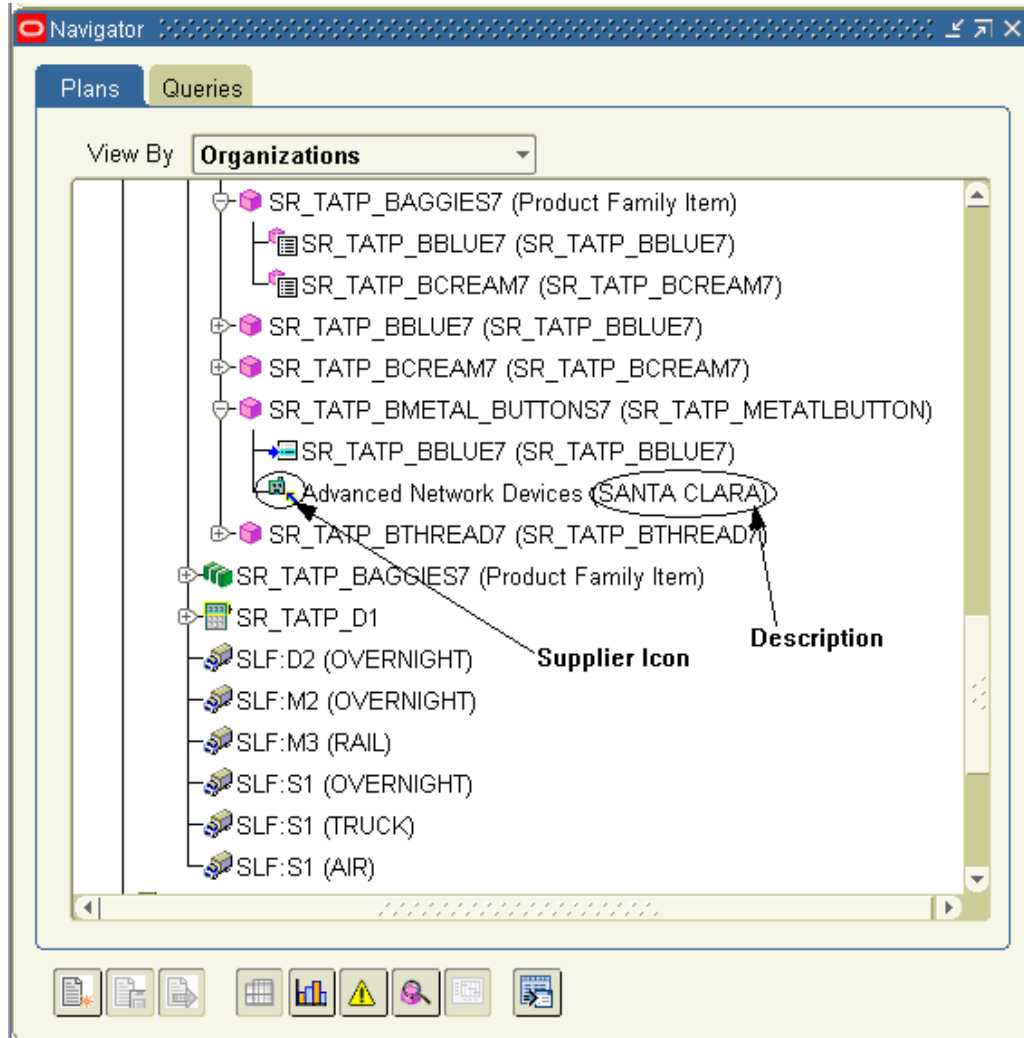 Navigator
Plans Queries
View By Organizations
SR_TATP_BAGGIES7 (Product Family Item)
SR_TATP_BBLUE7 (SR_TATP_BBLUE7)
SR_TATP_BCREAM7 (SR_TATP_BCREAM7)
SR_TATP_BBLUE7 (SR_TATP_BBLUE7)
SR_TATP_BCREAM7 (SR_TATP_BCREAM7)
SR_TATP_BMETAL_BUTTONS7 (SR_TATP_METATLBUTTON)
SR_TATP_BBLUE7 (SR_TATP_BBLUE7)
Advanced Network Devices (SANTA CLARA)
SR_TATP_BTHREAD7 (SR_TATP_BTHREAD7)
SR_TATP_BAGGIES7 (Product Family Item)
SR_TATP_D1
Description
SLF:D2 (OVERNIGHT) Supplier Icon
SLF:M2 (OVERNIGHT)
SLF:M3 (RAIL)
SLF:S1 (OVERNIGHT)
SLF:S1 (TRUCK)
SLF:S1 (AIR)